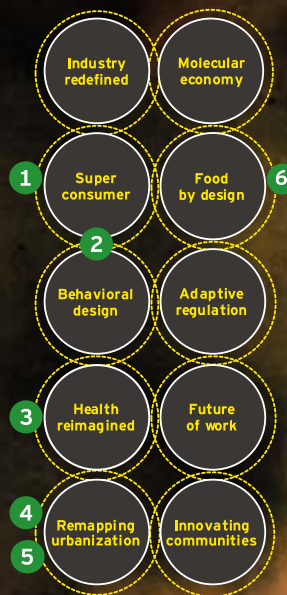 Industry
redefined
Molecular
economy
1
Super
consumer
Food
by design
6
2
Behavioral
design
Adaptive
regulation
3
Health
reimagined
Future
of work
4
5
Remapping
urbanization
Innovating
communities